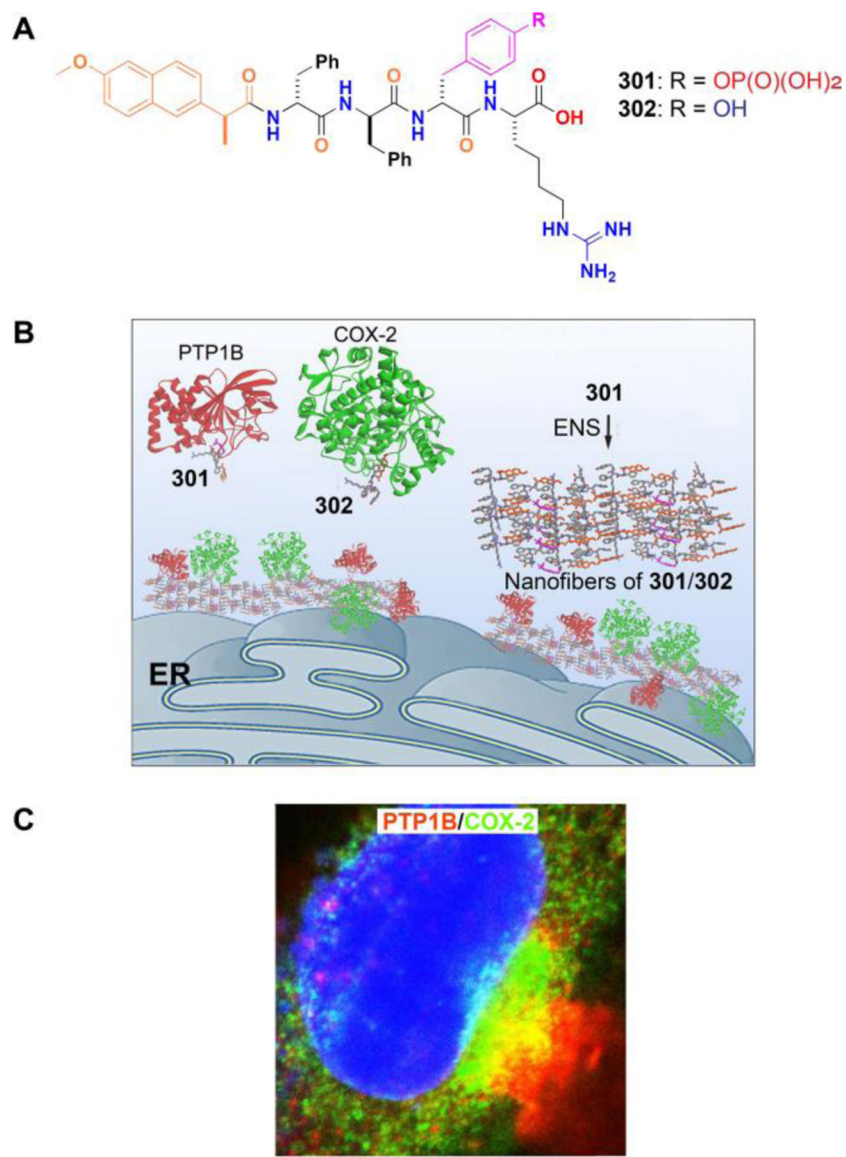 A
R
O
Ph
O
O
O
O
301: R = OP(O)(OH)2
302: R = OH
N
H
H
N
N
H
H
N
OH
O
Ph
O
HN
NH
NH2
B
PTP1B
COX-2
301
ENS
301
302
Nanofibers of 301/302
ER
C
PTP1B/COX-2